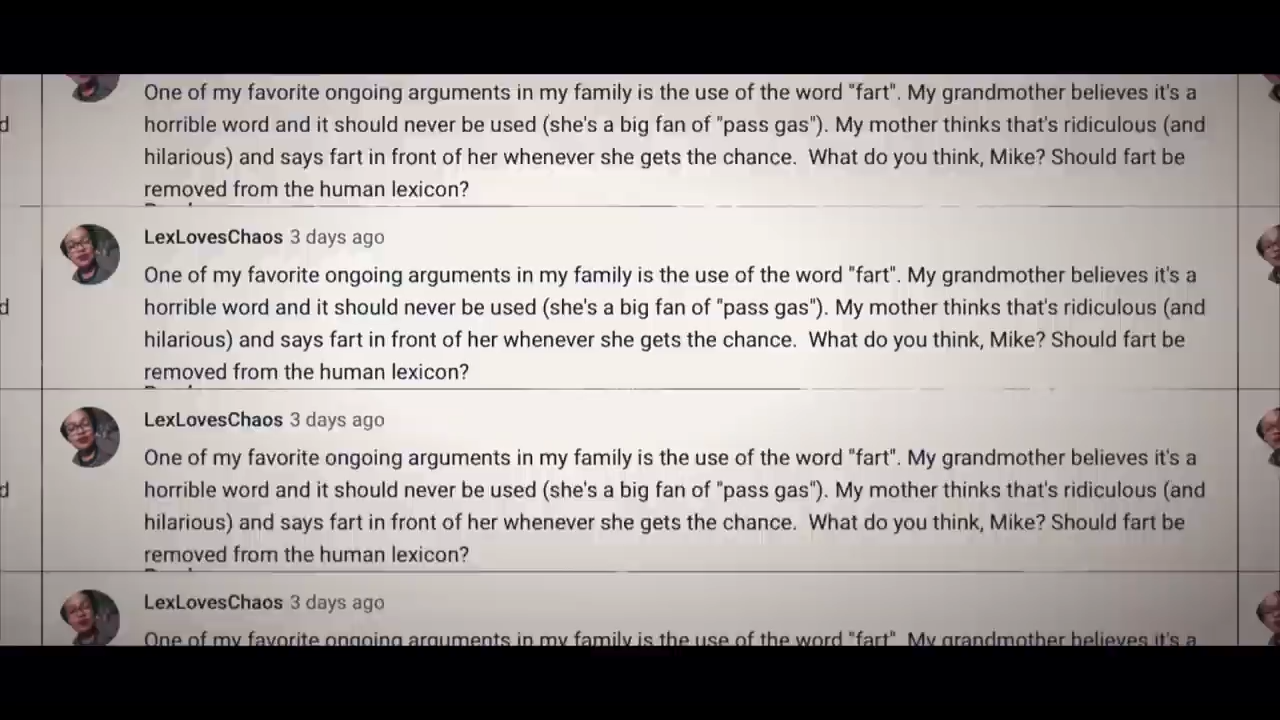 One of my favorite ongoing arguments in my family is the use of the word "fart". My grandmother believes it's a
d
horrible word and it should never be used (she's a big fan of "pass gas"). My mother thinks that's ridiculous (and
hilarious) and says fart in front of her whenever she gets the chance.  What do you think, Mike? Should fart be
removed from the human lexicon?
LexLovesChaos 3 days ago
One of my favorite ongoing arguments in my family is the use of the word "fart". My grandmother believes it's a
d
horrible word and it should never be used (she's a big fan of "pass gas"). My mother thinks that's ridiculous (and
hilarious) and says fart in front of her whenever she gets the chance.  What do you think, Mike? Should fart be
removed from the human lexicon?
LexLovesChaos 3 days ago
One of my favorite ongoing arguments in my family is the use of the word "fart". My grandmother believes it's a
d
horrible word and it should never be used (she's a big fan of "pass gas"). My mother thinks that's ridiculous (and
hilarious) and says fart in front of her whenever she gets the chance.  What do you think, Mike? Should fart be
removed from the human lexicon?
LexLovesChaos 3 days ago
One of my favorite ongoing arguments in my family is the use of the word "fart". My grandmother believes it's a